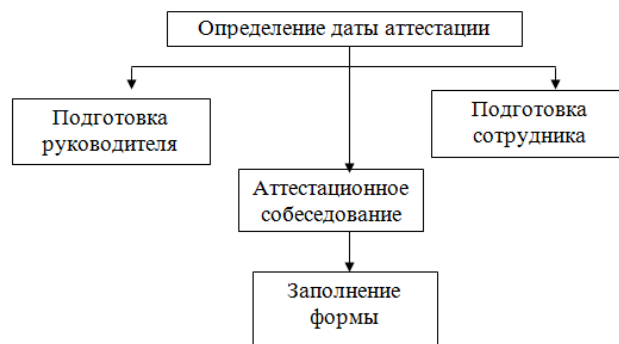 Определение даты аттестации
Подготовка
руководителя
Подготовка
сотрудника
Аттестационное
собеседование
Заполнение
формы